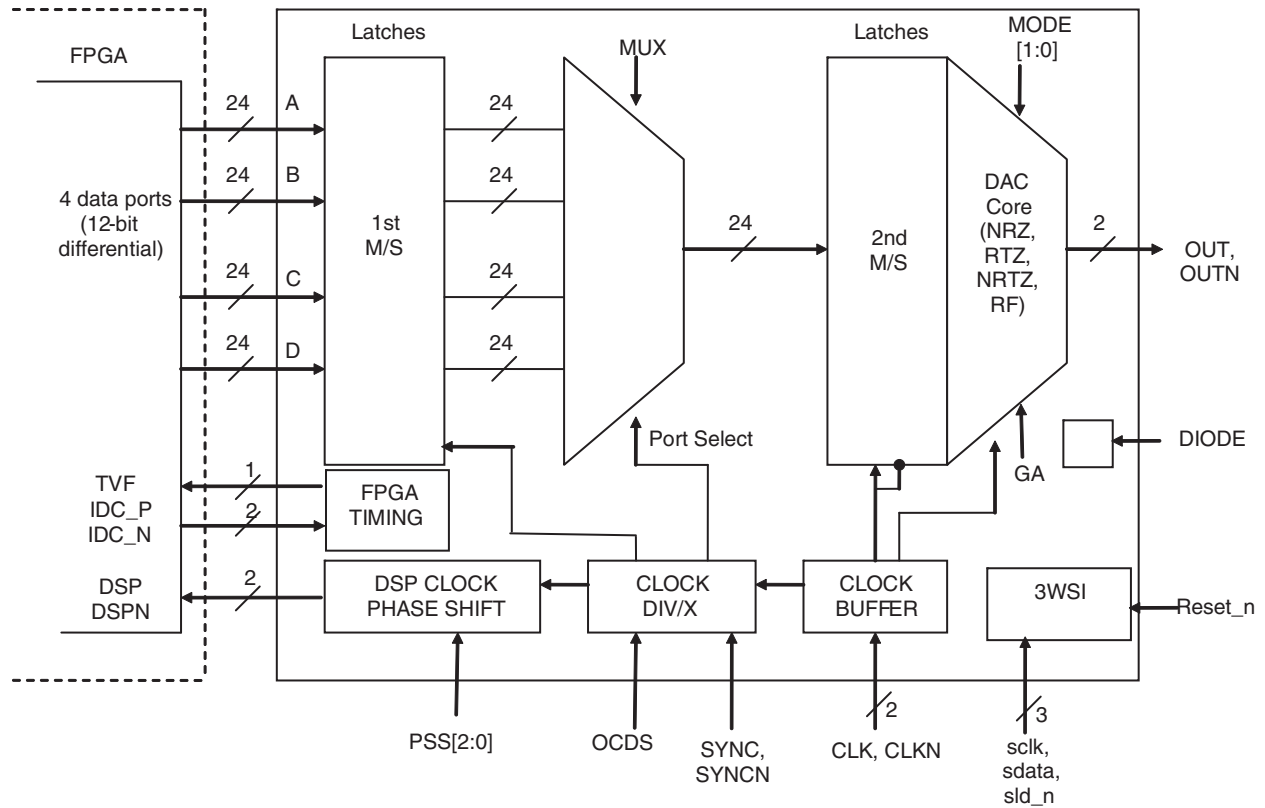 Latches
MUX
Latches
MODE
[1:0]
FPGA
24
A
24
24
B
24
4 data ports
(12-bit
differential)
1st
M/S
24
2nd
M/S
DAC
Core
(NRZ,
RTZ,
NRTZ,
RF)
2
OUT,
OUTN
24
C
24
24
D
24
Port Select
DIODE
GA
TVF
IDC_P
IDC_N
1
2
FPGA
TIMING
DSP
DSPN
2
DSP CLOCK
PHASE SHIFT
CLOCK
DIV/X
CLOCK
BUFFER
3WSI
Reset_n
PSS[2:0]
OCDS
SYNC,
SYNCN
2
CLK, CLKN
3
sclk,
sdata,
sld_n